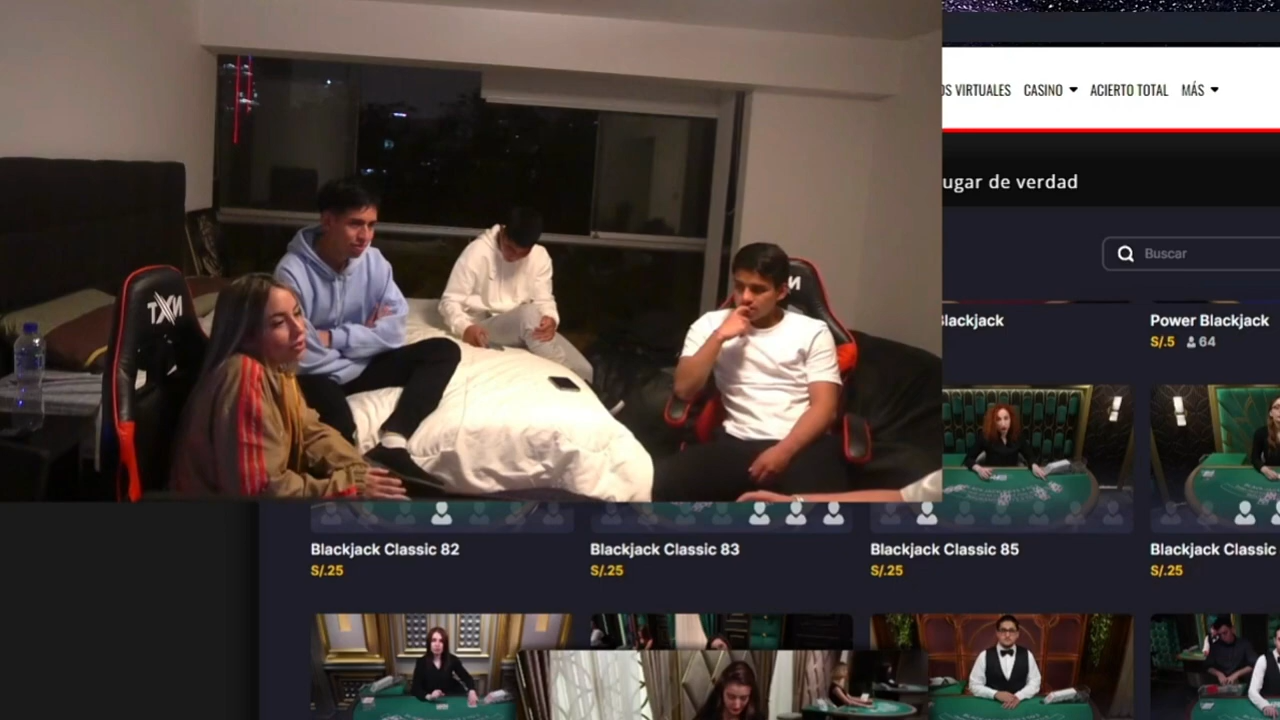 OS VIRTUALES CASINO ACIERTO TOTAL MÁS
ugar de verdad
Buscar
TXN
N
Blackjack
Power Blackjack
S/.5 64
Blackjack Classic 82
Blackjack Classic 83
Blackjack Classic 85
Blackjack Classic
S/.25
S/.25
S/.25
S/.25